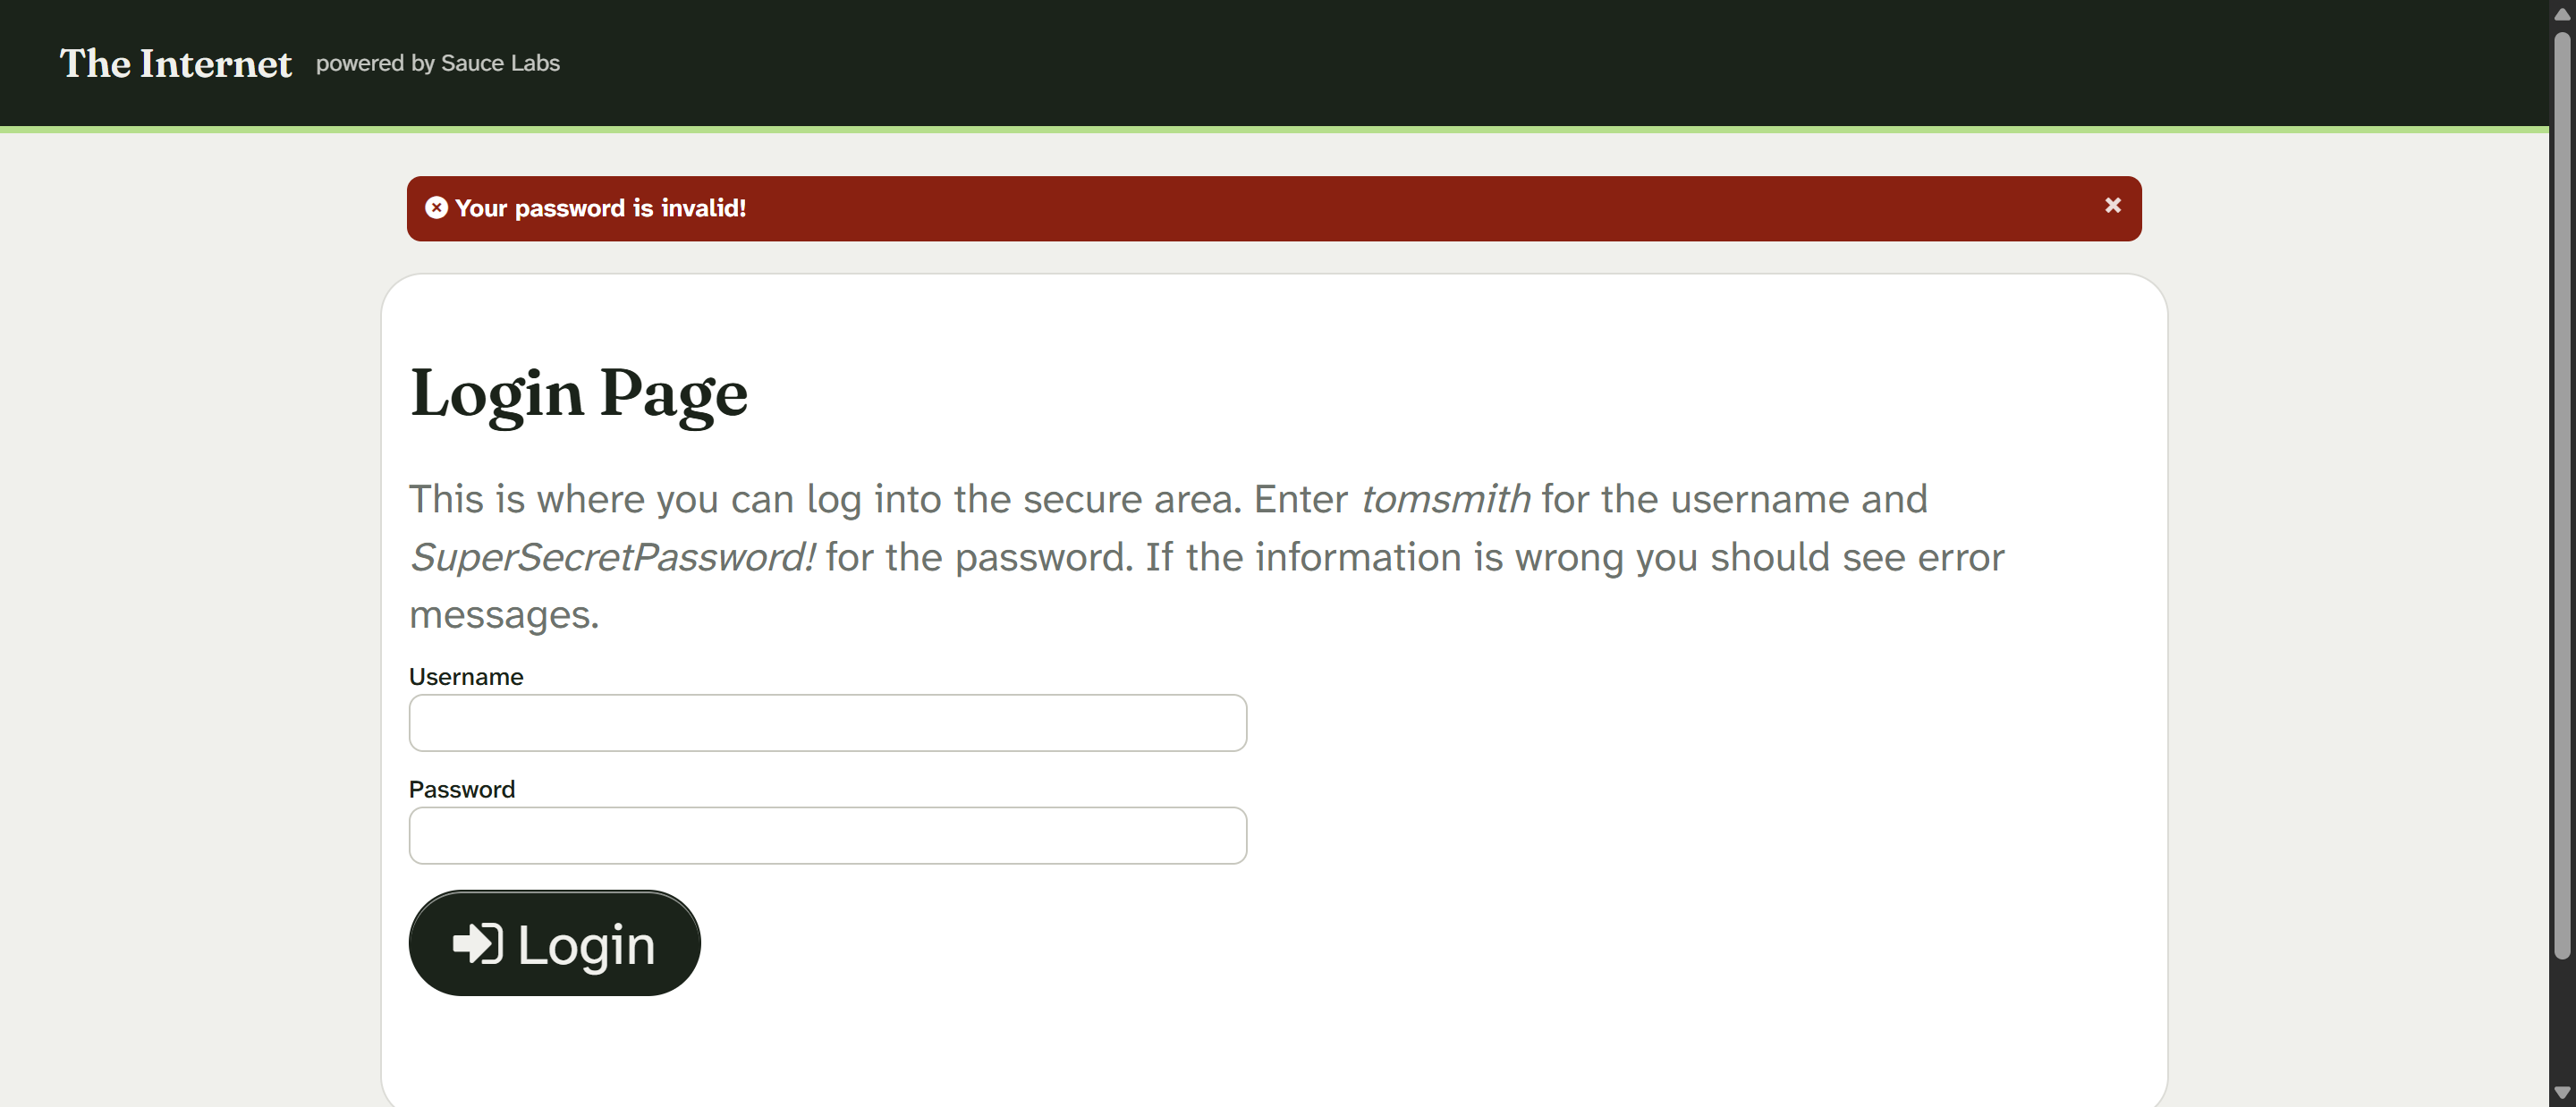 The Internet powered by Sauce Labs
Your password is invalid!
Login Page
This is where you can log into the secure area. Enter tomsmith for the username and
SuperSecretPassword! for the password. If the information is wrong you should see error
messages.
Username
Password
Login